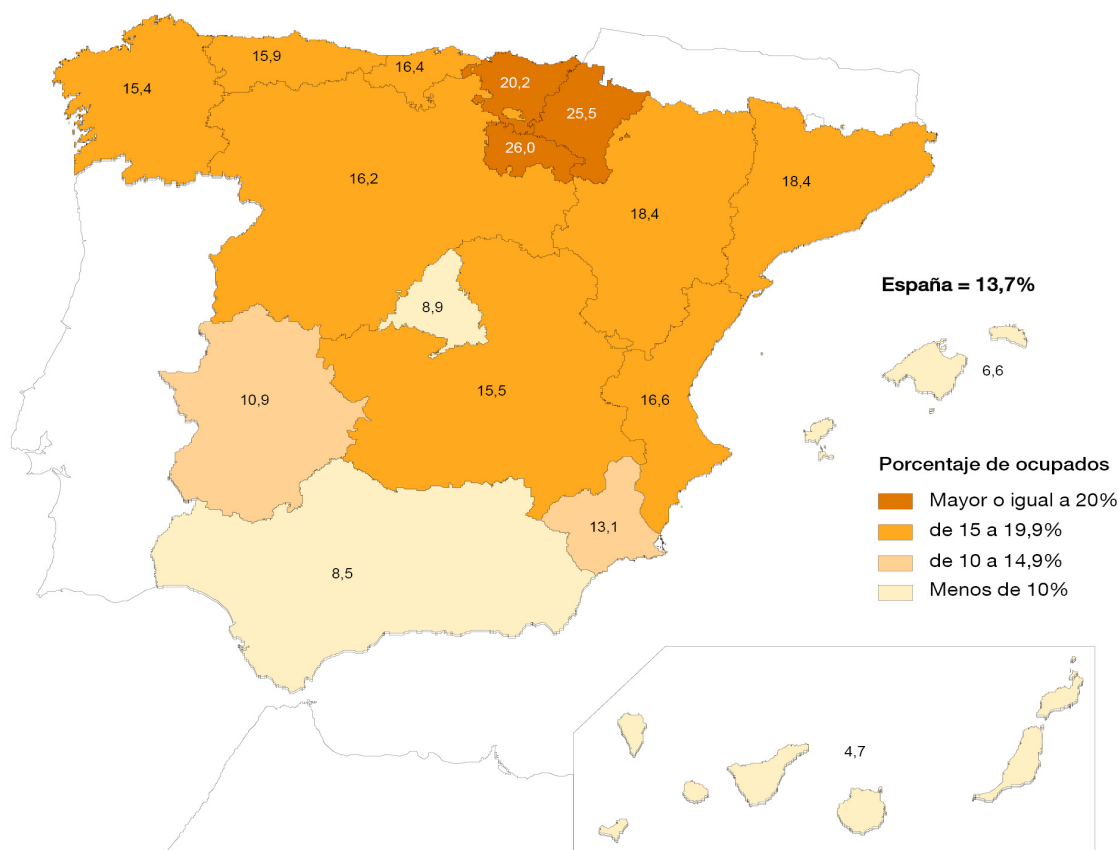 15,9
16,4
20,2
15,4
25,5
26,0
16,2
18,4
18,4
8,9
España = 13,7%
6,6
10,9
15,5
16,6
Porcentaje de ocupados
Mayor o igual a 20%
de 15 a 19,9%
de 10 a 14,9%
Menos de 10%
13,1
8,5
4,7